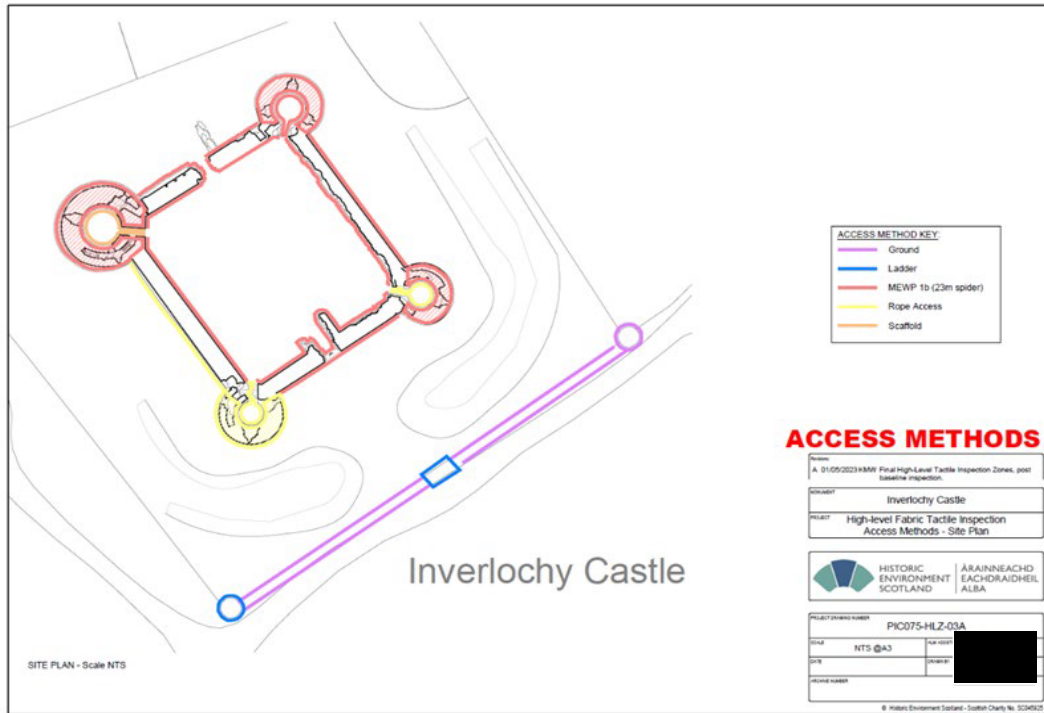 ACCESS METHOD KEY:
Ground
Ladder
MEWP 1b (23m spider)
Rope Access
Scaffold
ACCESS METHODS
Revisions
A 01/05/2023 KMW Final High-Level Tactile Inspection Zones, post
baseline inspection.
MONUMENT
Inverlochy Castle
PROJECT
High-level Fabric Tactile Inspection
Access Methods - Site Plan
HISTORIC
ENVIRONMENT
SCOTLAND
ÀRAINNEACHD
EACHDRAIDHEIL
ALBA
PROJECT DRAWING NUMBER
PIC075-HLZ-03A
SCALE
NTS @A3
DATE
DRAWN BY
ARCHIVE NUMBER
© Historic Environment Scotland - Scottish Charity No. SC045925
Inverlochy Castle
SITE PLAN - Scale NTS